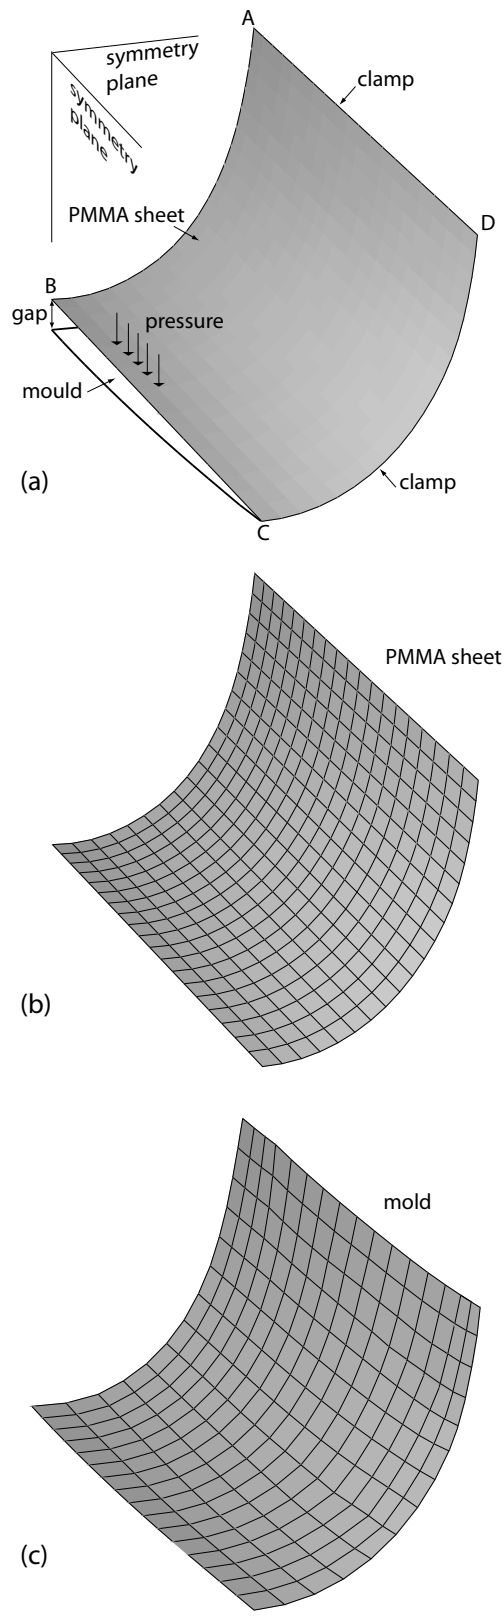 A
symmetry
plane
clamp
symmetry
plane
PMMA sheet
D
B
gap
pressure
mould
(a)
clamp
C
PMMA sheet
(b)
mold
(c)